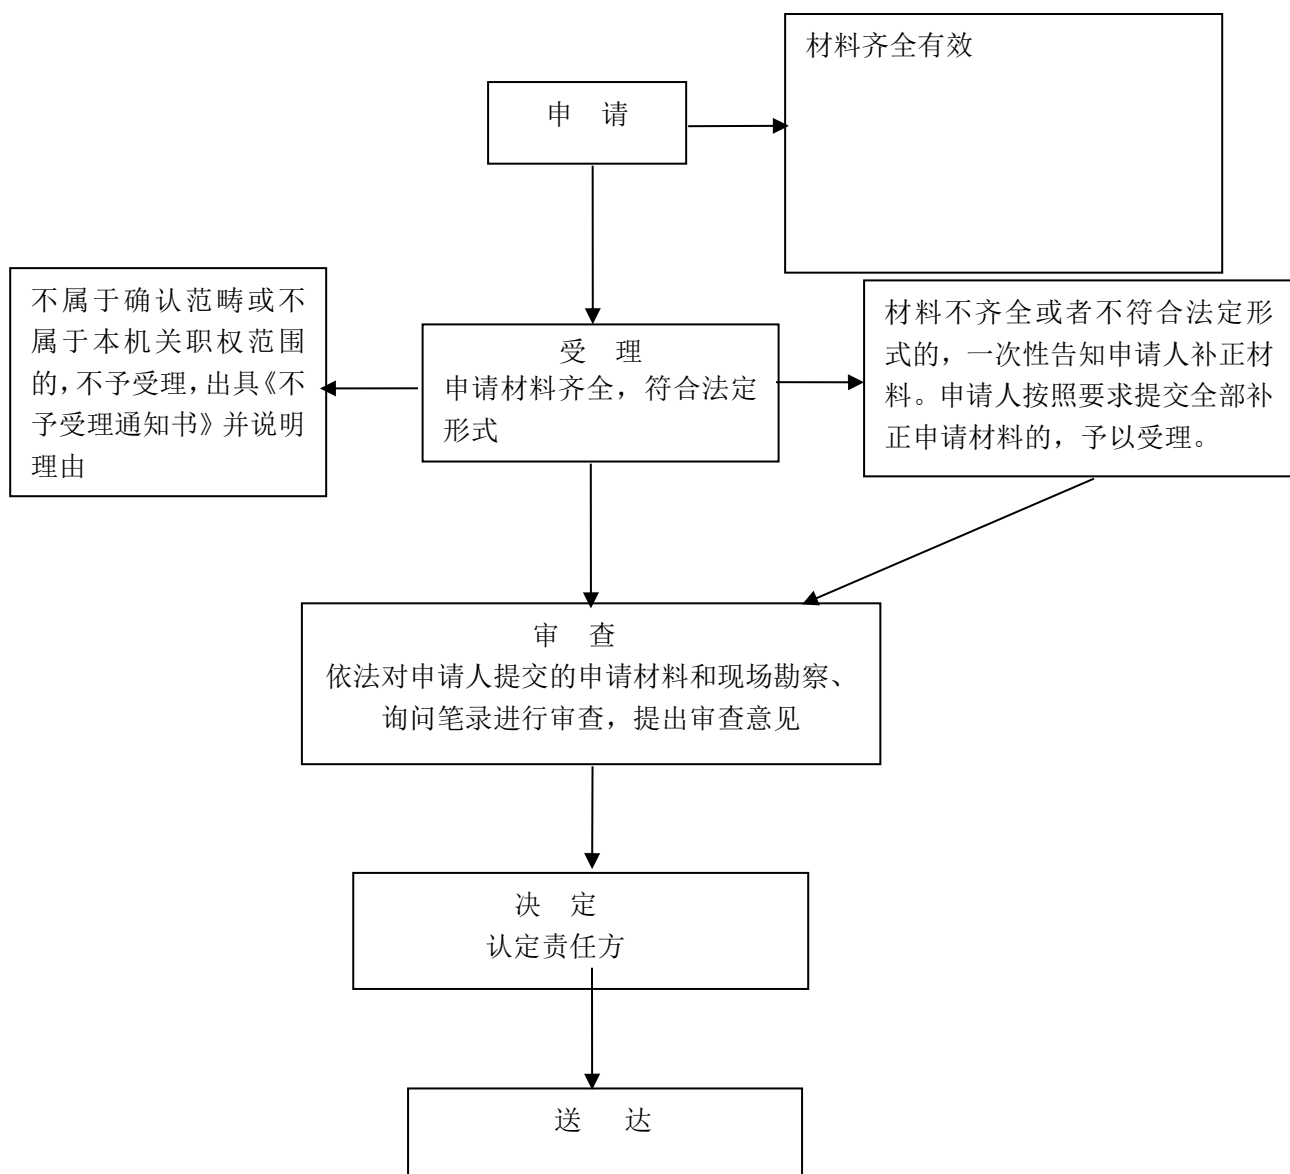 材料齐全有效
申 请
不属于确认范畴或不
属于本机关职权范围
的，不予受理，出具《不
予受理通知书》并说明
理由
受 理
申请材料齐全，符合法定
形式
材料不齐全或者不符合法定形
式的，一次性告知申请人补正材
料。申请人按照要求提交全部补
正申请材料的，予以受理。
审 查
依法对申请人提交的申请材料和现场勘察、
询问笔录进行审查，提出审查意见
决 定
认定责任方
送 达